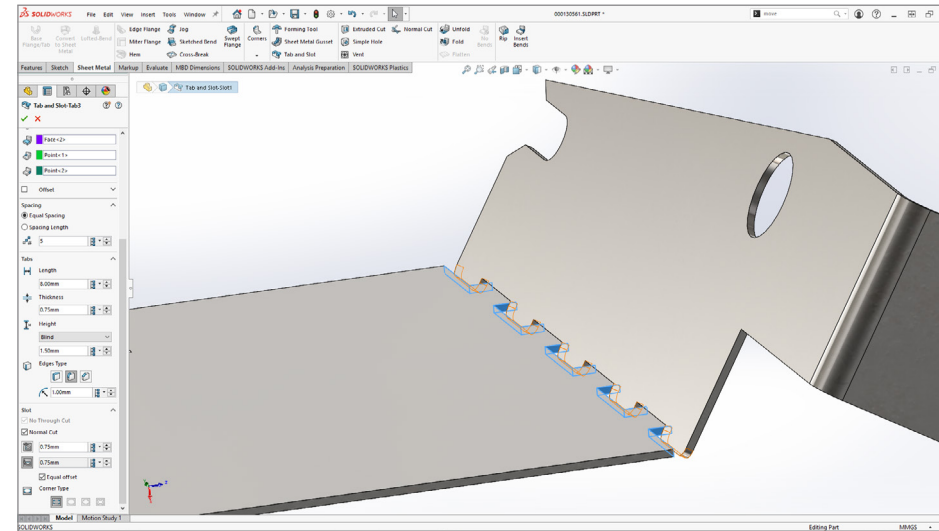 SOLIDWORKS File Edit View Insert Tools Window
000130561.SLDPRT *
move
Base Flange/Tab
Convert to Sheet Metal
Lofted-Bend
Edge Flange
Miter Flange
Hem
Jog
Sketched Bend
Cross-Break
Swept Flange
Corners
Forming Tool
Sheet Metal Gusset
Tab and Slot
Extruded Cut
Simple Hole
Vent
Normal Cut
Unfold
Fold
Flatten
No Bends
Rip
Insert Bends
Features Sketch Sheet Metal Markup Evaluate MBD Dimensions SOLIDWORKS Add-Ins Analysis Preparation SOLIDWORKS Plastics
Tab and Slot-Slot1
Tab and Slot-Tab3
Face<2>
Point<1>
Point<2>
Offset
Spacing
Equal Spacing
Spacing Length
5
Tabs
Length
8.00mm
Thickness
0.75mm
Height
Blind
1.50mm
Edges Type
1.00mm
Slot
No Through Cut
Normal Cut
0.75mm
0.75mm
Equal offset
Corner Type
Model Motion Study 1
SOLIDWORKS
Editing Part
MMGS